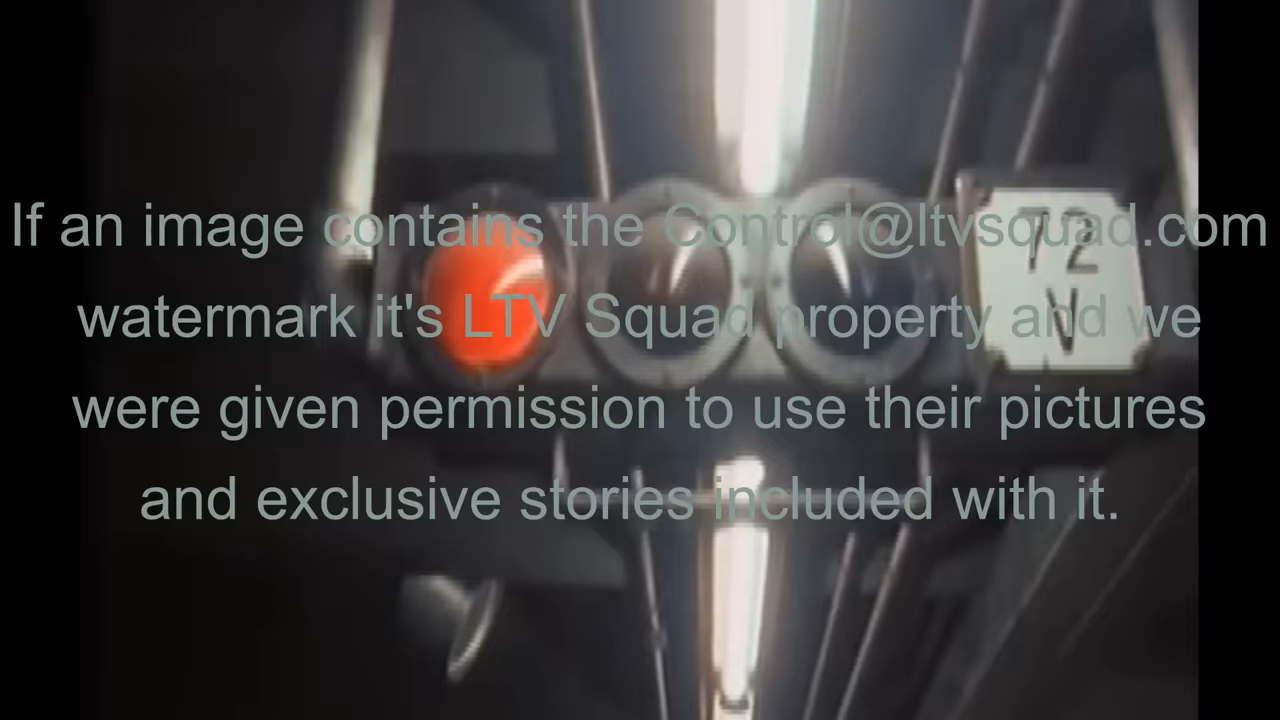 If an image contains the Control@ltvsquad.com
watermark it's LTV Squad property and we
were given permission to use their pictures
and exclusive stories included with it.
72
V